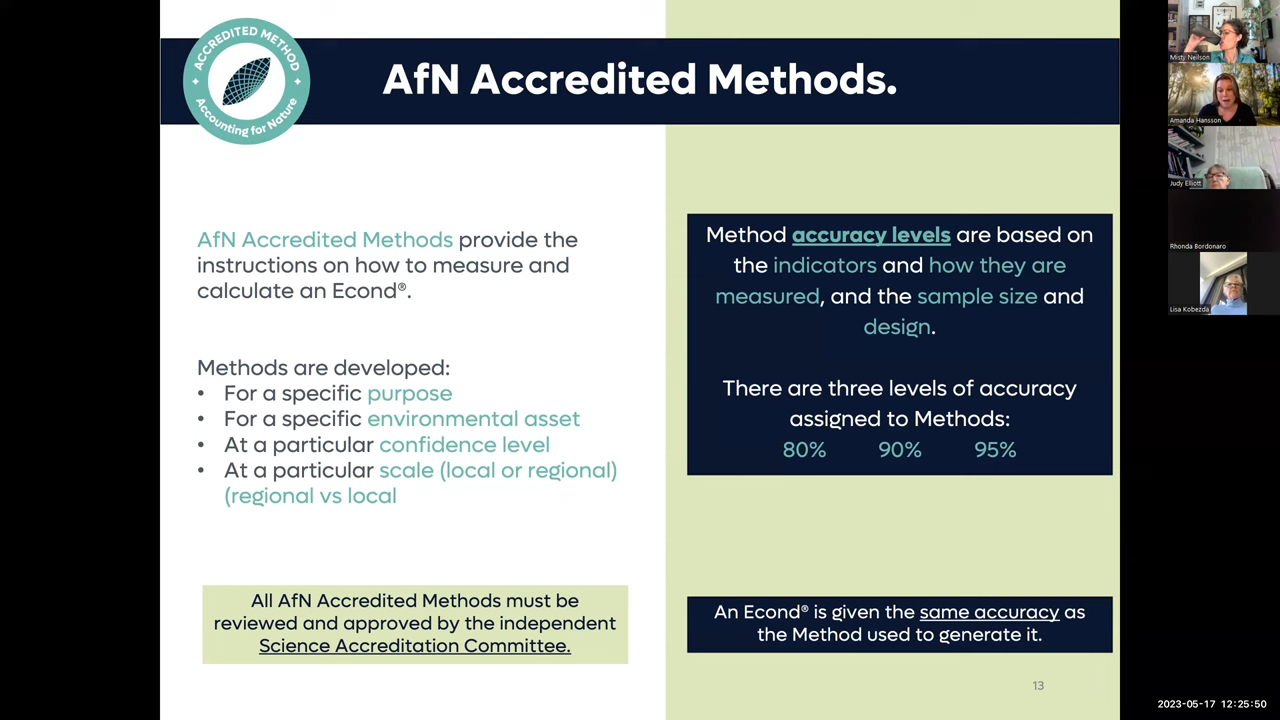 ACCREDITED METHOD
Accounting for Nature
AfN Accredited Methods.
AfN Accredited Methods provide the
instructions on how to measure and
calculate an Econd®.
Methods are developed:
• For a specific purpose
• For a specific environmental asset
• At a particular confidence level
• At a particular scale (local or regional)
(regional vs local
All AfN Accredited Methods must be
reviewed and approved by the independent
Science Accreditation Committee.
Method accuracy levels are based on
the indicators and how they are
measured, and the sample size and
design.
There are three levels of accuracy
assigned to Methods:
80% 90% 95%
An Econd® is given the same accuracy as
the Method used to generate it.
13
Misty Neilson
Amanda Hansson
Judy Elliott
Rhonda Bordonaro
Lisa Kobezda
2023-05-17 12:25:50